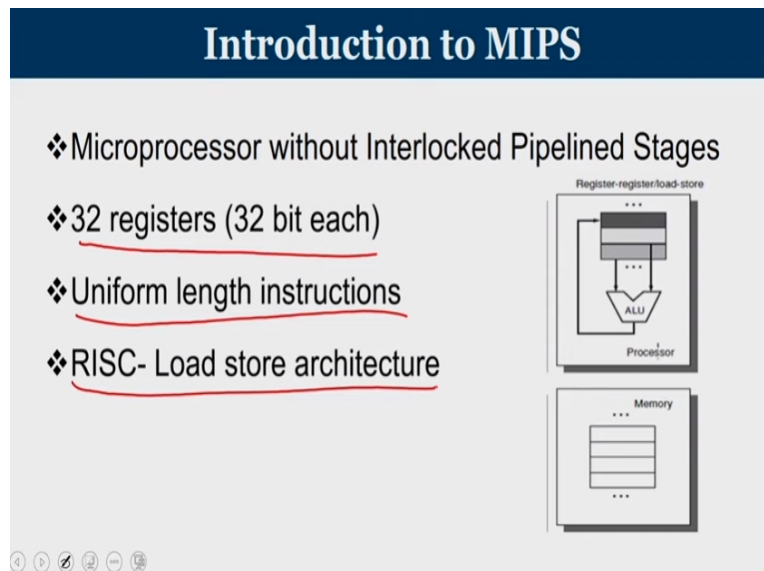 Introduction to MIPS
❖Microprocessor without Interlocked Pipelined Stages
❖32 registers (32 bit each)
❖Uniform length instructions
❖RISC- Load store architecture
Register-register/load-store
...
...
ALU
Processor
Memory
...
...